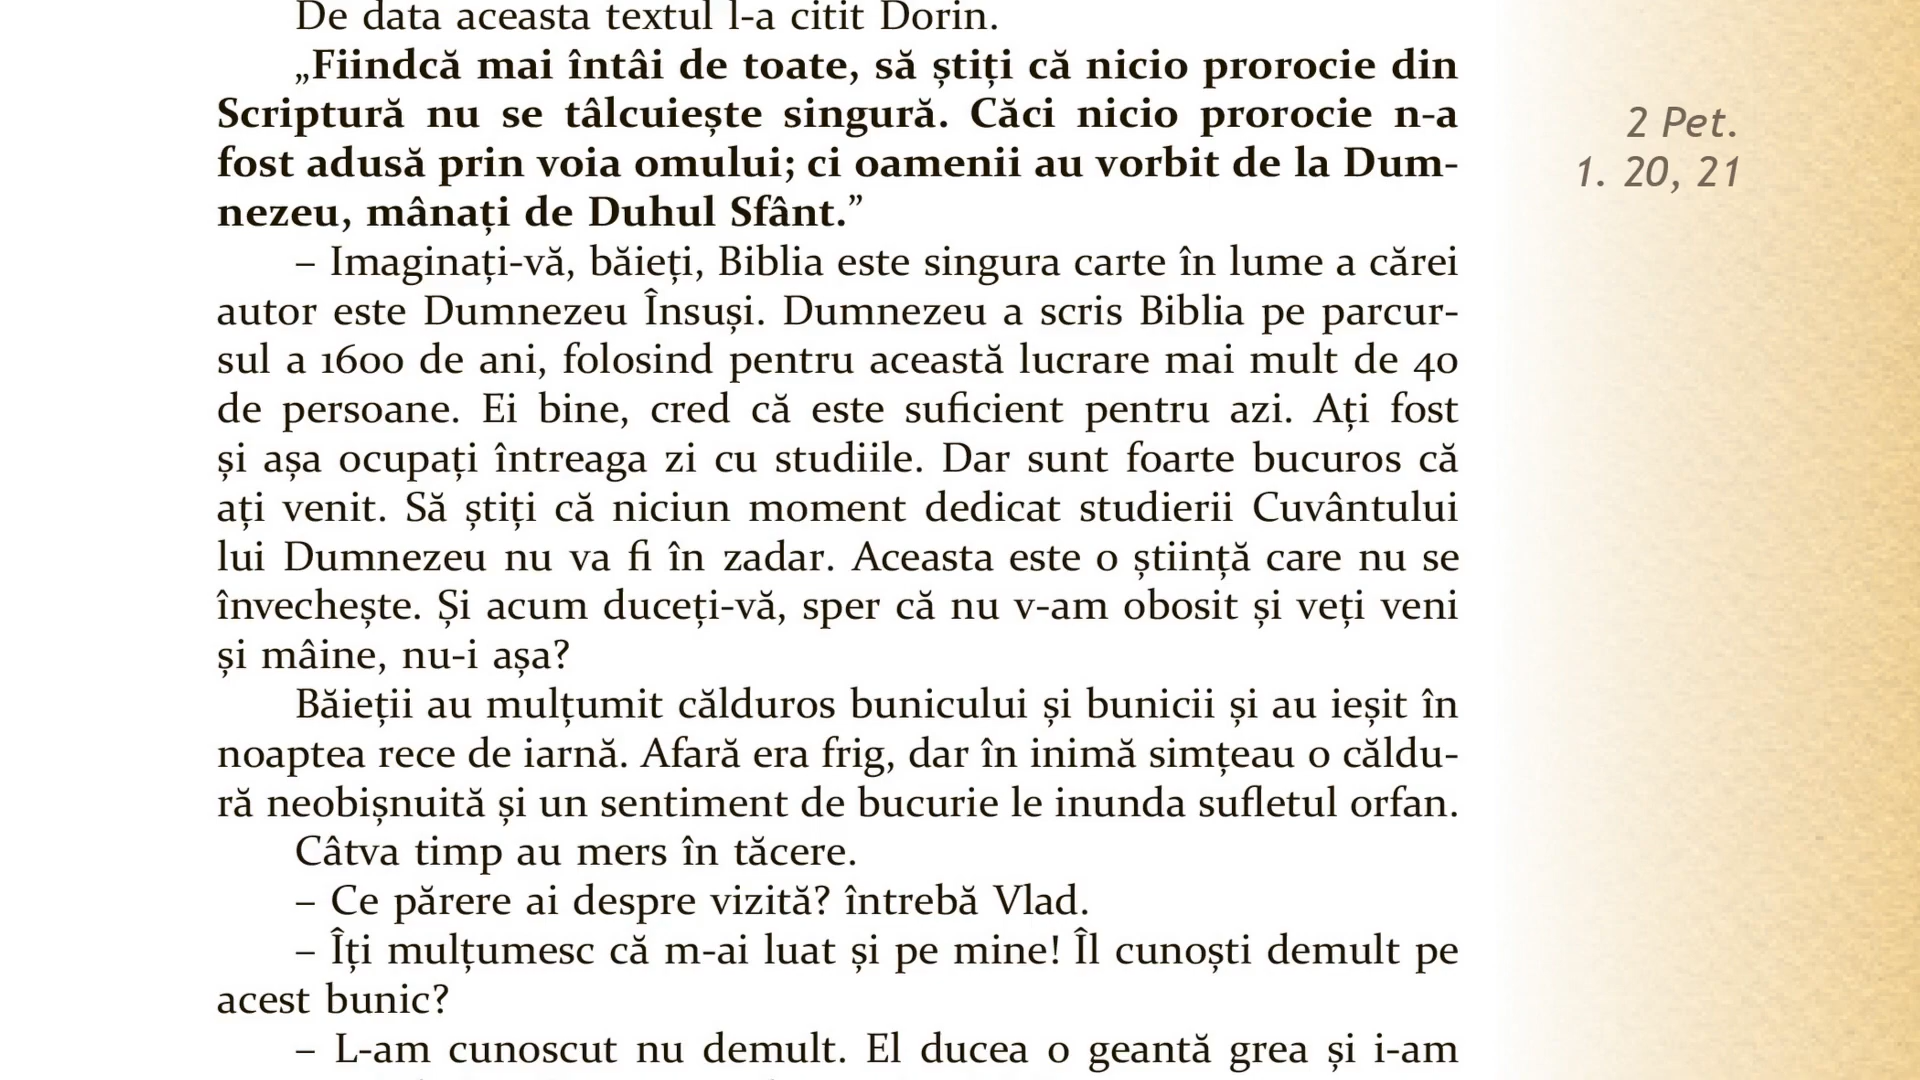 De data aceasta textul l-a citit Dorin.
„Fiindcă mai întâi de toate, să știți că nicio prorocie din
Scriptură nu se tâlcuiește singură. Căci nicio prorocie n-a
fost adusă prin voia omului; ci oamenii au vorbit de la Dum-
nezeu, mânați de Duhul Sfânt.”
2 Pet.
1. 20, 21
– Imaginați-vă, băieți, Biblia este singura carte în lume a cărei
autor este Dumnezeu Însuși. Dumnezeu a scris Biblia pe parcur-
sul a 1600 de ani, folosind pentru această lucrare mai mult de 40
de persoane. Ei bine, cred că este suficient pentru azi. Ați fost
și așa ocupați întreaga zi cu studiile. Dar sunt foarte bucuros că
ați venit. Să știți că niciun moment dedicat studierii Cuvântului
lui Dumnezeu nu va fi în zadar. Aceasta este o știință care nu se
învechește. Și acum duceți-vă, sper că nu v-am obosit și veți veni
și mâine, nu-i așa?
Băieții au mulțumit călduros bunicului și bunicii și au ieșit în
noaptea rece de iarnă. Afară era frig, dar în inimă simțeau o căldu-
ră neobișnuită și un sentiment de bucurie le inunda sufletul orfan.
Câtva timp au mers în tăcere.
– Ce părere ai despre vizită? întrebă Vlad.
– Îți mulțumesc că m-ai luat și pe mine! Îl cunoști demult pe
acest bunic?
– L-am cunoscut nu demult. El ducea o geantă grea și i-am